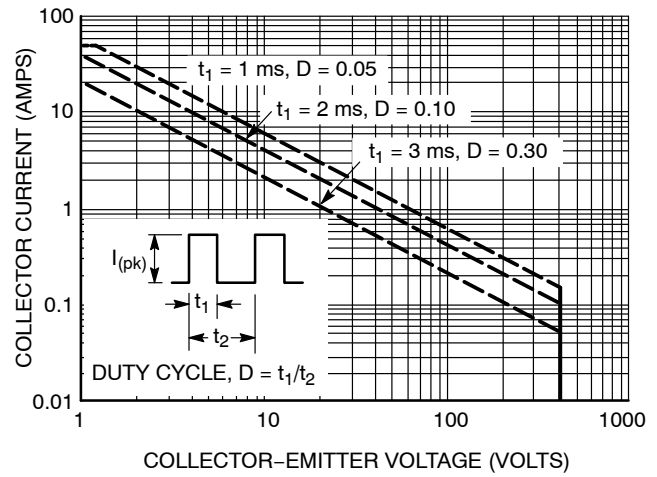 100
10
1
0.1
0.01
COLLECTOR CURRENT (AMPS)
t1 = 1 ms, D = 0.05
t1 = 2 ms, D = 0.10
t1 = 3 ms, D = 0.30
I(pk)
t1
t2
DUTY CYCLE, D = t1/t2
1
10
100
1000
COLLECTOR–EMITTER VOLTAGE (VOLTS)